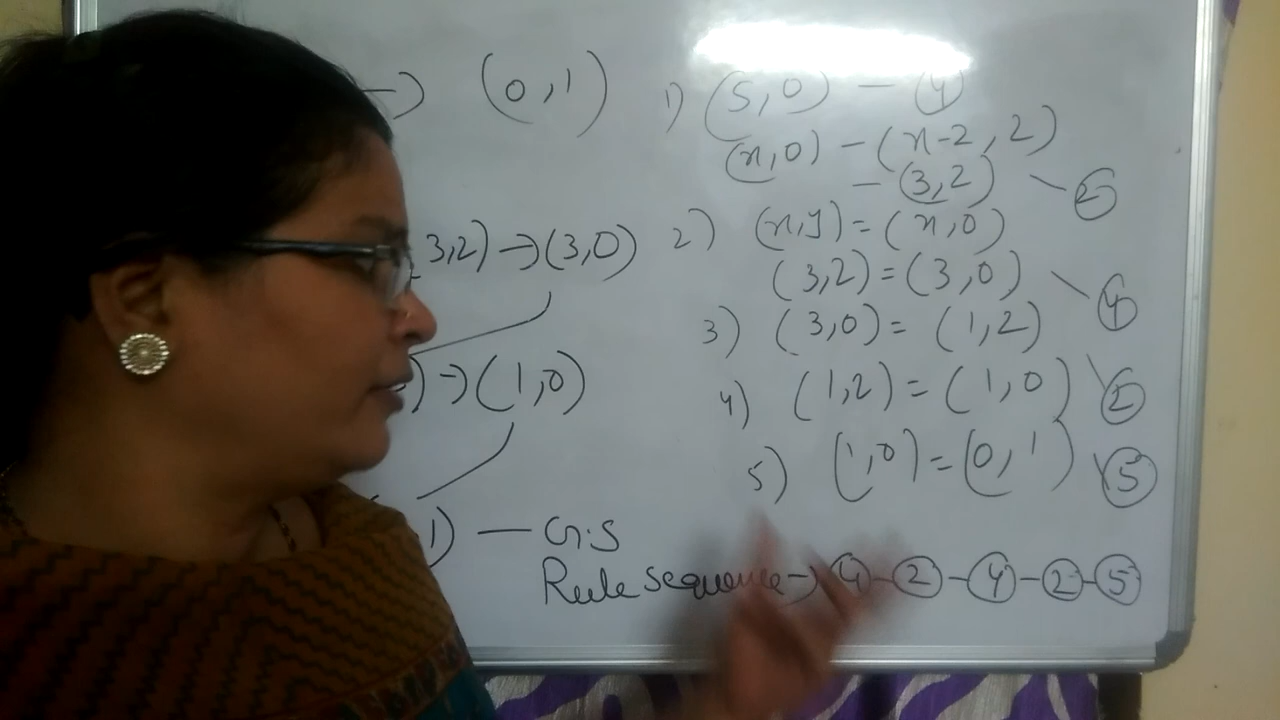 → (0,1)
3,2) → (3,0)
) → (1,0)
1) — G.S
1) (5,0) — (4)
(x,0) — (x-2, 2)
— (3,2) — (2)
2) (x,y) = (x,0)
(3,2) = (3,0) — (4)
3) (3,0) = (1,2)
4) (1,2) = (1,0) — (2)
5) (1,0) = (0,1) — (5)
Rule sequence → (4) - (2) - (4) - (2) - (5)